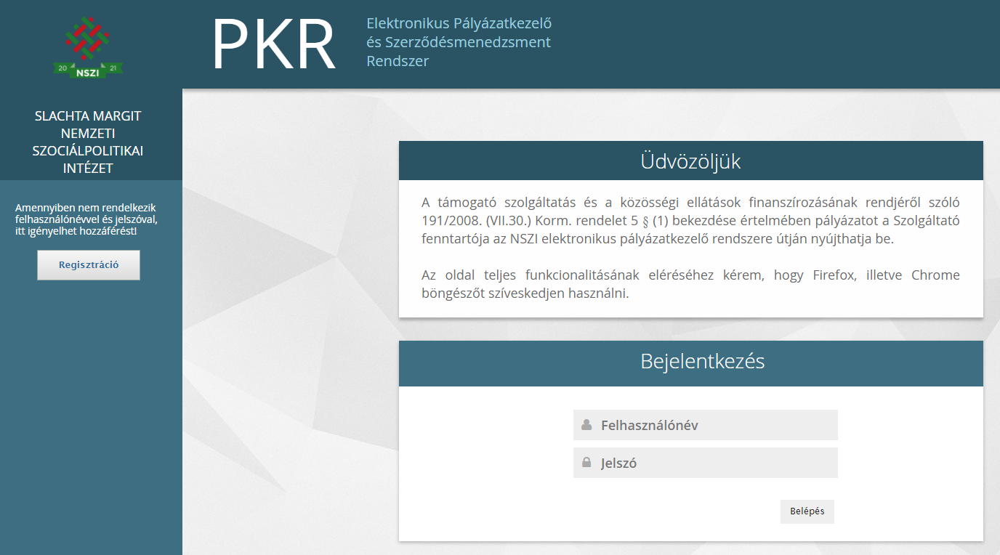 20 NSZI 21
SLACHTA MARGIT
NEMZETI
SZOCIÁLPOLITIKAI
INTÉZET
Amennyiben nem rendelkezik
felhasználónévvel és jelszóval,
itt igényelhet hozzáférést!
Regisztráció
PKR
Elektronikus Pályázatkezelő
és Szerződésmenedzsment
Rendszer
Üdvözöljük
A támogató szolgáltatás és a közösségi ellátások finanszírozásának rendjéről szóló
191/2008. (VII.30.) Korm. rendelet 5 § (1) bekezdése értelmében pályázatot a Szolgáltató
fenntartója az NSZI elektronikus pályázatkezelő rendszere útján nyújthatja be.
Az oldal teljes funkcionalitásának eléréséhez kérem, hogy Firefox, illetve Chrome
böngészőt szíveskedjen használni.
Bejelentkezés
Felhasználónév
Jelszó
Belépés